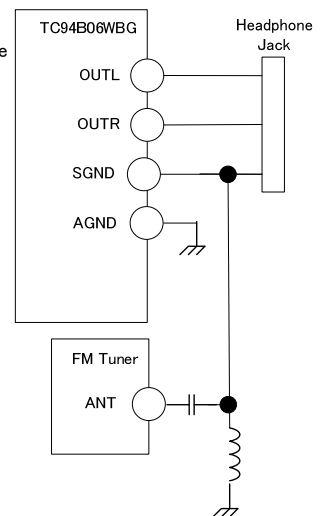 TC94B06WBG
Headphone
Jack
e
OUTL
OUTR
SGND
AGND
FM Tuner
ANT